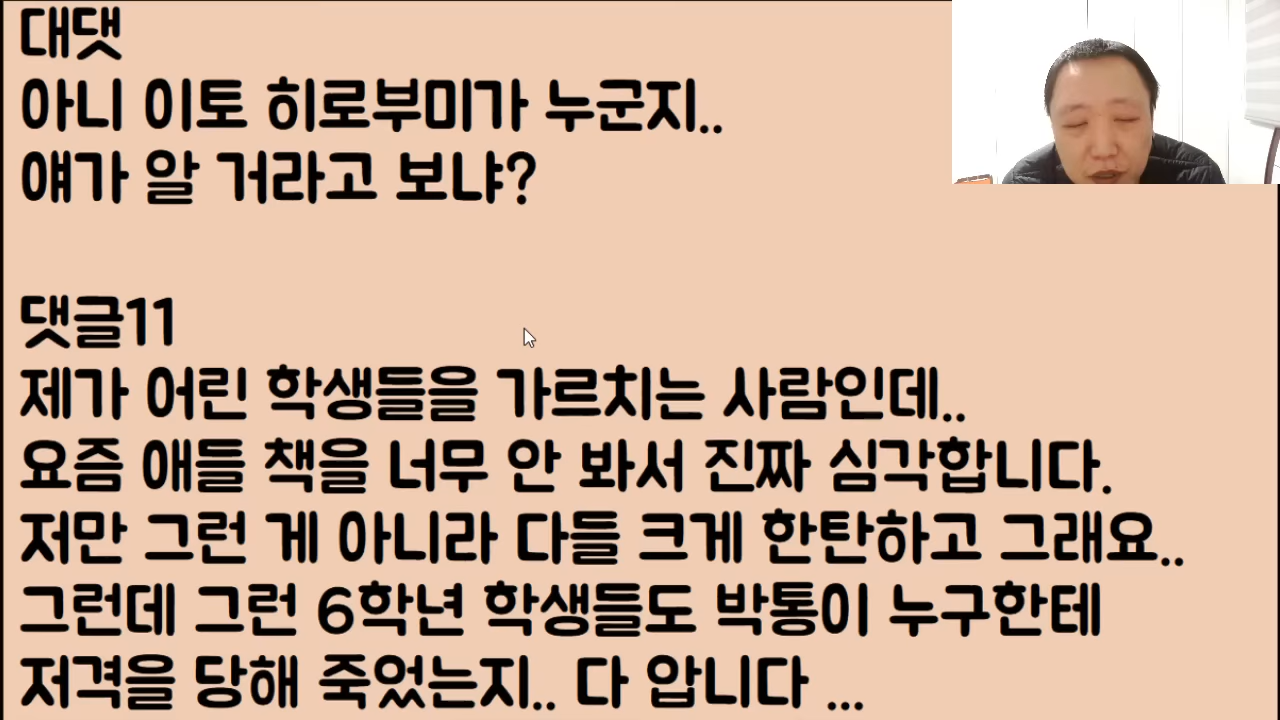 대댓
아니 이토 히로부미가 누군지..
얘가 알 거라고 보냐?
댓글11
제가 어린 학생들을 가르치는 사람인데..
요즘 애들 책을 너무 안 봐서 진짜 심각합니다.
저만 그런 게 아니라 다들 크게 한탄하고 그래요..
그런데 그런 6학년 학생들도 박통이 누구한테
저격을 당해 죽었는지.. 다 압니다 ...